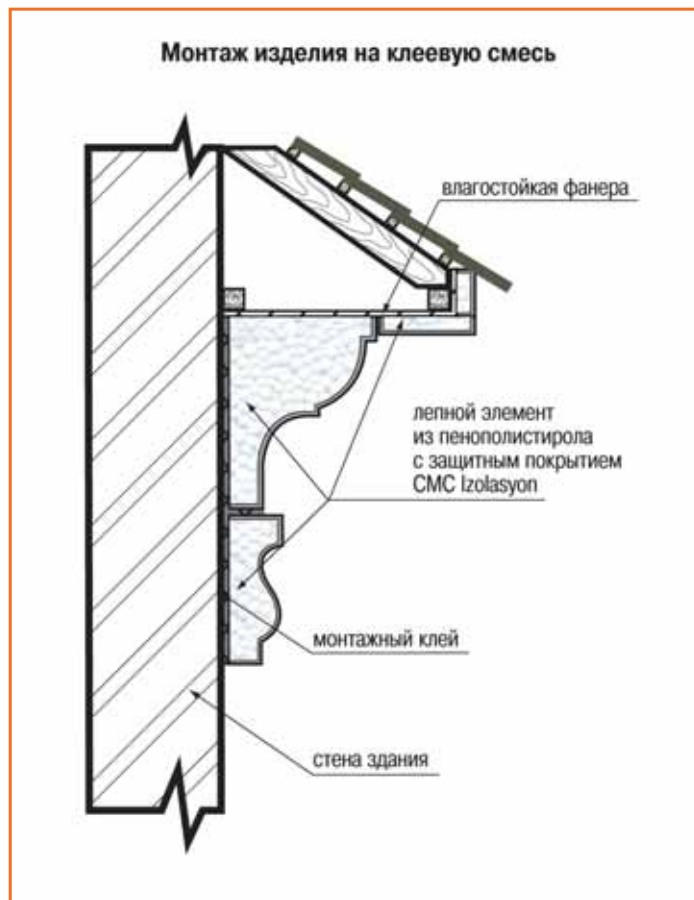 Монтаж изделия на клеевую смесь
влагостойкая фанера
лепной элемент
из пенополистирола
с защитным покрытием
CMC Izolasyon
монтажный клей
стена здания